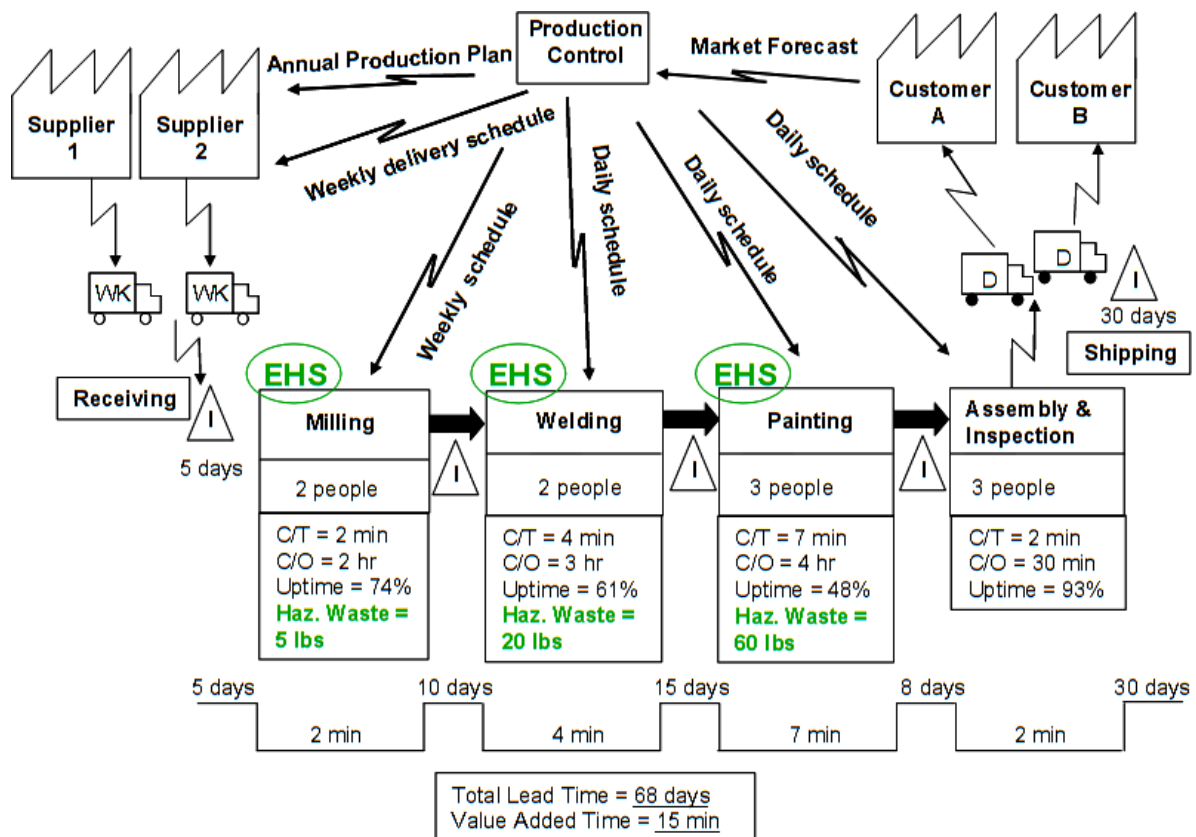 Production
Control
Annual Production Plan
Market Forecast
Supplier
1
Supplier
2
Customer
A
Customer
B
Weekly delivery schedule
Weekly schedule
Daily schedule
Daily schedule
Daily schedule
WK
WK
D
D
I
30 days
Shipping
Receiving
I
5 days
EHS
Milling
2 people
C/T = 2 min
C/O = 2 hr
Uptime = 74%
Haz. Waste =
5 lbs
I
EHS
Welding
2 people
C/T = 4 min
C/O = 3 hr
Uptime = 61%
Haz. Waste =
20 lbs
I
EHS
Painting
3 people
C/T = 7 min
C/O = 4 hr
Uptime = 48%
Haz. Waste =
60 lbs
I
Assembly &
Inspection
3 people
C/T = 2 min
C/O = 30 min
Uptime = 93%
5 days
10 days
15 days
8 days
30 days
2 min
4 min
7 min
2 min
Total Lead Time = 68 days
Value Added Time = 15 min